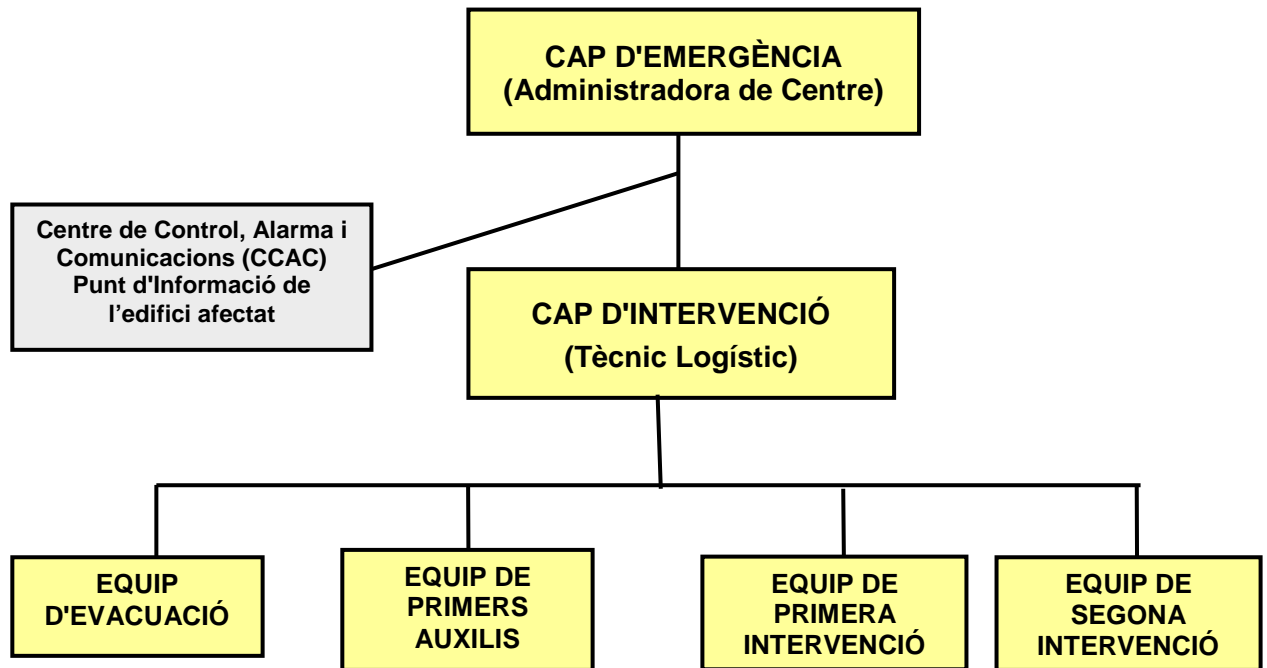 CAP D'EMERGÈNCIA
(Administradora de Centre)
Centre de Control, Alarma i
Comunicacions (CCAC)
Punt d'Informació de
l’edifici afectat
CAP D'INTERVENCIÓ
(Tècnic Logístic)
EQUIP
D'EVACUACIÓ
EQUIP DE
PRIMERS
AUXILIS
EQUIP DE
PRIMERA
INTERVENCIÓ
EQUIP DE
SEGONA
INTERVENCIÓ